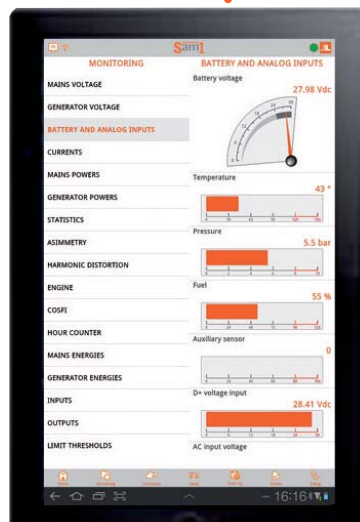 Sam1
MONITORING
MAINS VOLTAGE
GENERATOR VOLTAGE
BATTERY AND ANALOG INPUTS
CURRENTS
MAINS POWERS
GENERATOR POWERS
STATISTICS
ASIMMETRY
HARMONIC DISTORTION
ENGINE
COSFI
HOUR COUNTER
MAINS ENERGIES
GENERATOR ENERGIES
INPUTS
OUTPUTS
LIMIT THRESHOLDS
BATTERY AND ANALOG INPUTS
Battery voltage
27.98 Vdc
Temperature
43 °
Pressure
5.5 bar
Fuel
55 %
Auxiliary sensor
0
D+ voltage input
28.41 Vdc
AC input voltage
16:16